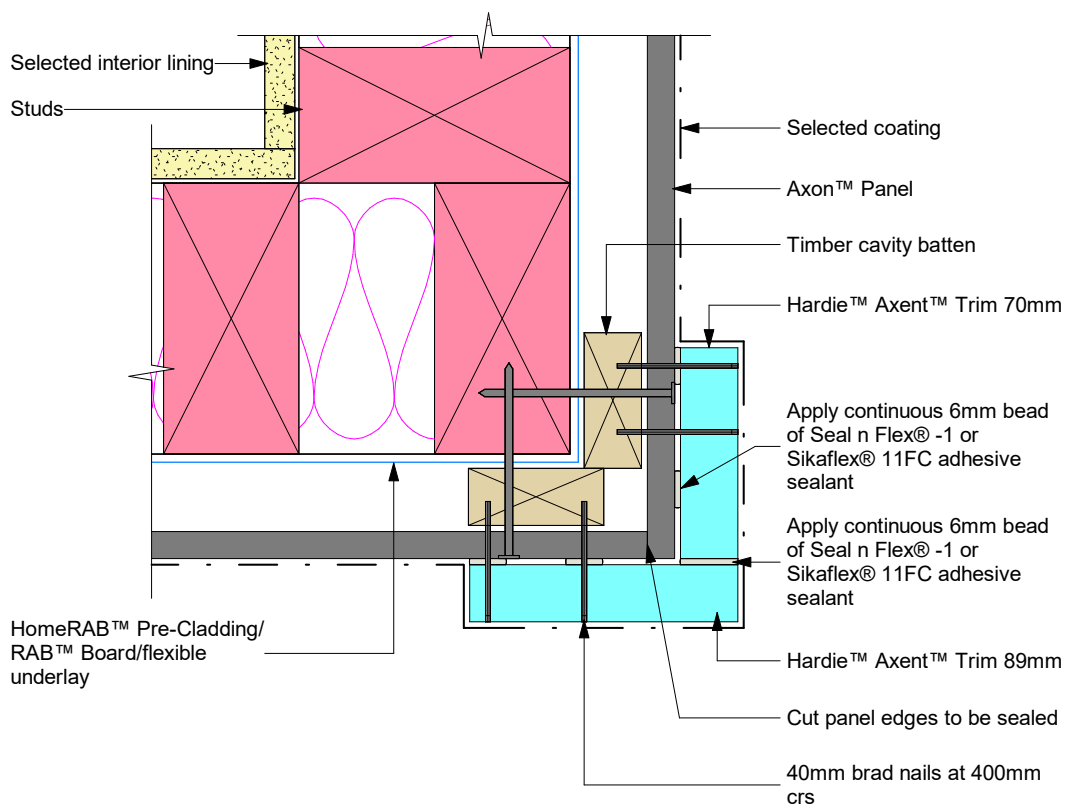 Selected interior lining
Studs
Selected coating
Axon™ Panel
Timber cavity batten
Hardie™ Axent™ Trim 70mm
Apply continuous 6mm bead
of Seal n Flex® -1 or
Sikaflex® 11FC adhesive
sealant
Apply continuous 6mm bead
of Seal n Flex® -1 or
Sikaflex® 11FC adhesive
sealant
HomeRAB™ Pre-Cladding/
RAB™ Board/flexible
underlay
Hardie™ Axent™ Trim 89mm
Cut panel edges to be sealed
40mm brad nails at 400mm
crs